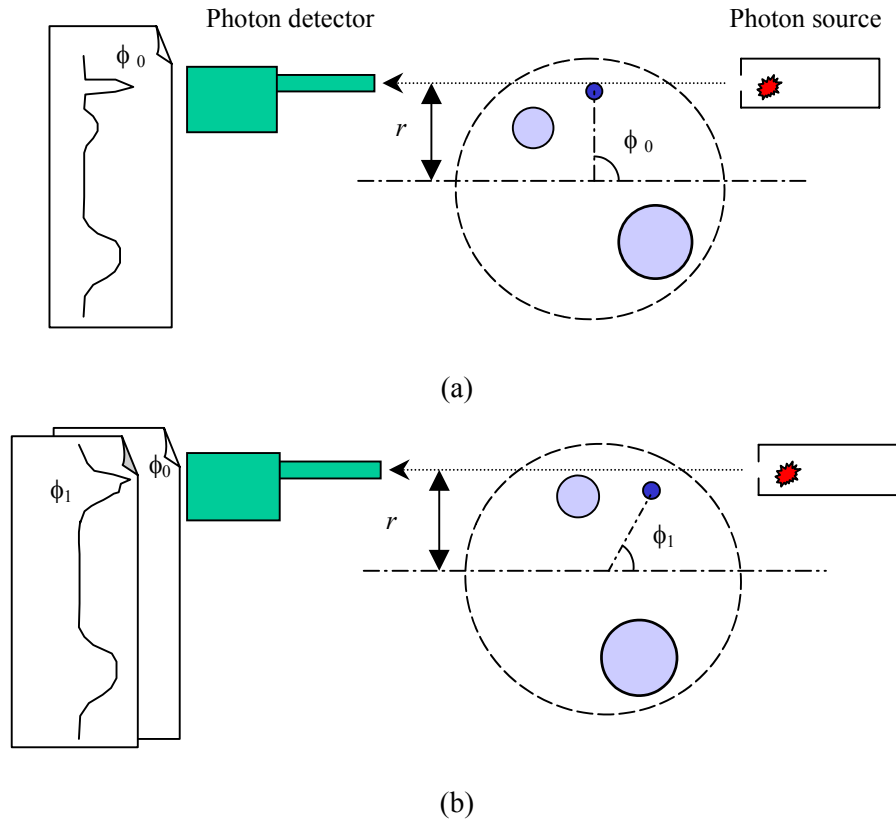 Photon detector
Photon source
ϕ 0
r
ϕ 0
(a)
ϕ1
ϕ0
r
ϕ1
(b)